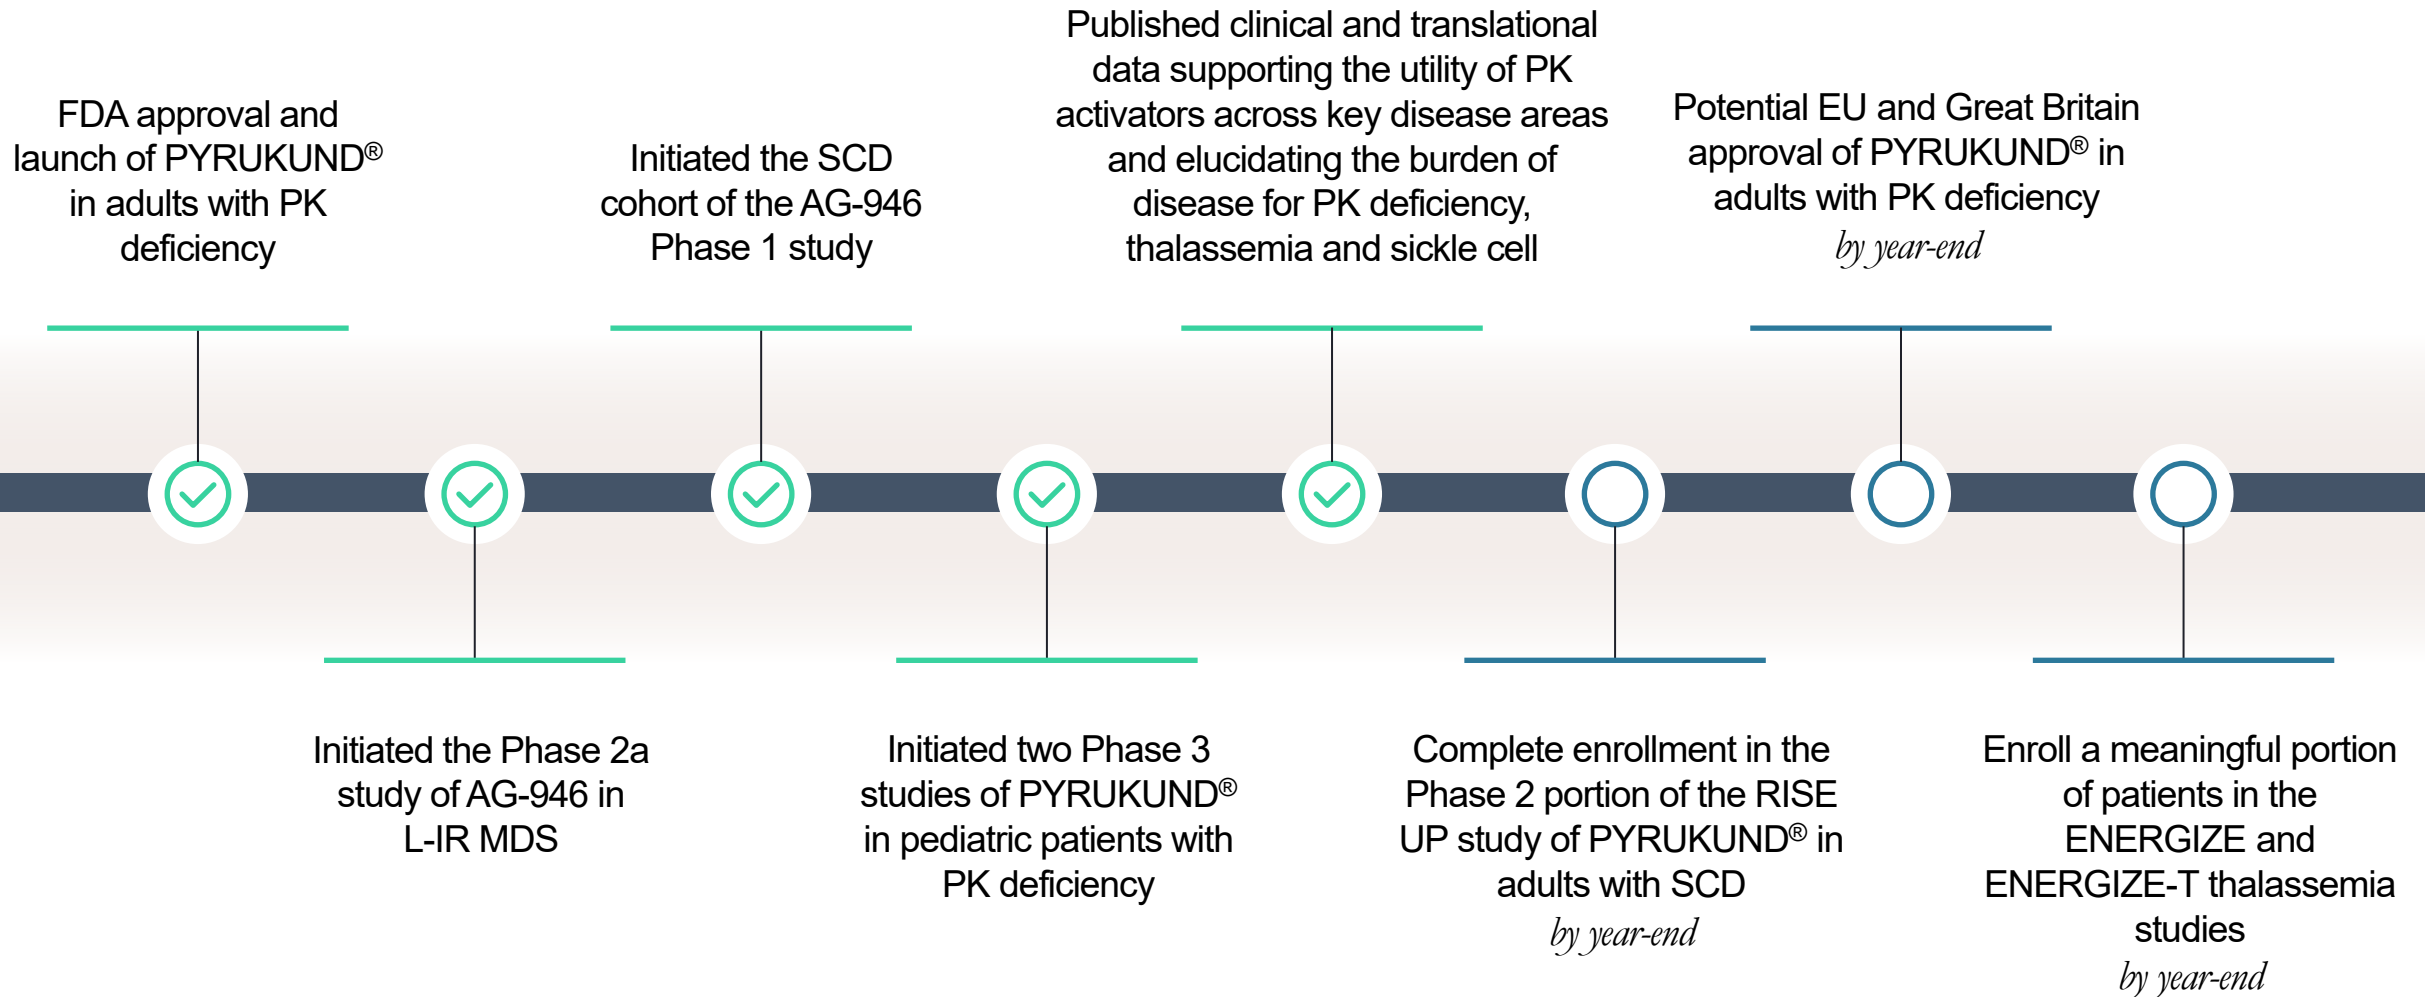 FDA approval and
launch of PYRUKUND®
in adults with PK
deficiency
Initiated the Phase 2a
study of AG-946 in
L-IR MDS
Initiated the SCD
cohort of the AG-946
Phase 1 study
Initiated two Phase 3
studies of PYRUKUND®
in pediatric patients with
PK deficiency
Published clinical and translational
data supporting the utility of PK
activators across key disease areas
and elucidating the burden of
disease for PK deficiency,
thalassemia and sickle cell
Complete enrollment in the
Phase 2 portion of the RISE
UP study of PYRUKUND® in
adults with SCD
by year-end
Potential EU and Great Britain
approval of PYRUKUND® in
adults with PK deficiency
by year-end
Enroll a meaningful portion
of patients in the
ENERGIZE and
ENERGIZE-T thalassemia
studies
by year-end